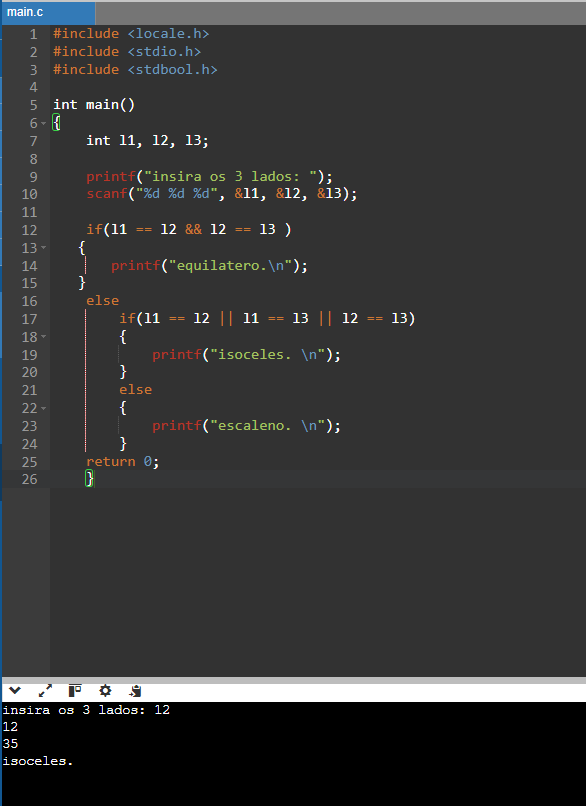 main.c
1 #include <locale.h>
2 #include <stdio.h>
3 #include <stdbool.h>
4
5 int main()
6 {
7     int l1, l2, l3;
8
9     printf("insira os 3 lados: ");
10     scanf("%d %d %d", &l1, &l2, &l3);
11
12     if(l1 == l2 && l2 == l3 )
13    {
14        printf("equilatero.\n");
15    }
16     else
17         if(l1 == l2 || l1 == l3 || l2 == l3)
18         {
19             printf("isoceles. \n");
20         }
21         else
22         {
23             printf("escaleno. \n");
24         }
25     return 0;
26     }
insira os 3 lados: 12
12
35
isoceles.